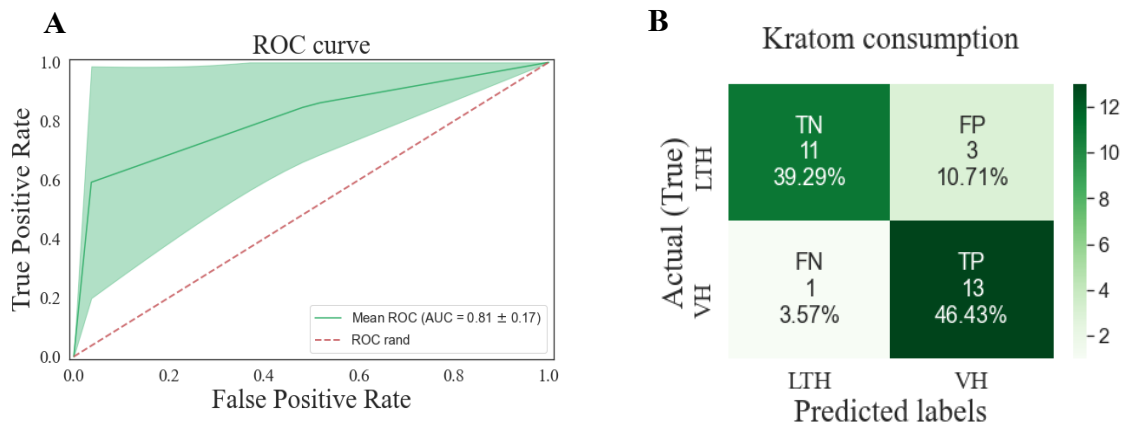 A
ROC curve
True Positive Rate
1.0
0.8
0.6
0.4
0.2
0.0
Mean ROC (AUC = 0.81 ± 0.17)
ROC rand
0.0 0.2 0.4 0.6 0.8 1.0
False Positive Rate
B
Kratom consumption
Actual (True)
LTH
VH
TN
11
39.29%
FP
3
10.71%
FN
1
3.57%
TP
13
46.43%
LTH VH
Predicted labels
12
10
8
6
4
2